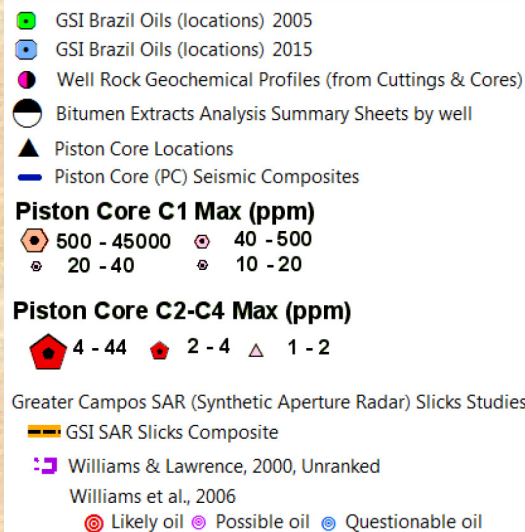 GSI Brazil Oils (locations) 2005
GSI Brazil Oils (locations) 2015
Well Rock Geochemical Profiles (from Cuttings & Cores)
Bitumen Extracts Analysis Summary Sheets by well
Piston Core Locations
Piston Core (PC) Seismic Composites
Piston Core C1 Max (ppm)
500 - 45000 40 - 500
20 - 40 10 - 20
Piston Core C2-C4 Max (ppm)
4 - 44 2 - 4 1 - 2
Greater Campos SAR (Synthetic Aperture Radar) Slicks Studies
GSI SAR Slicks Composite
Williams & Lawrence, 2000, Unranked
Williams et al., 2006
Likely oil Possible oil Questionable oil